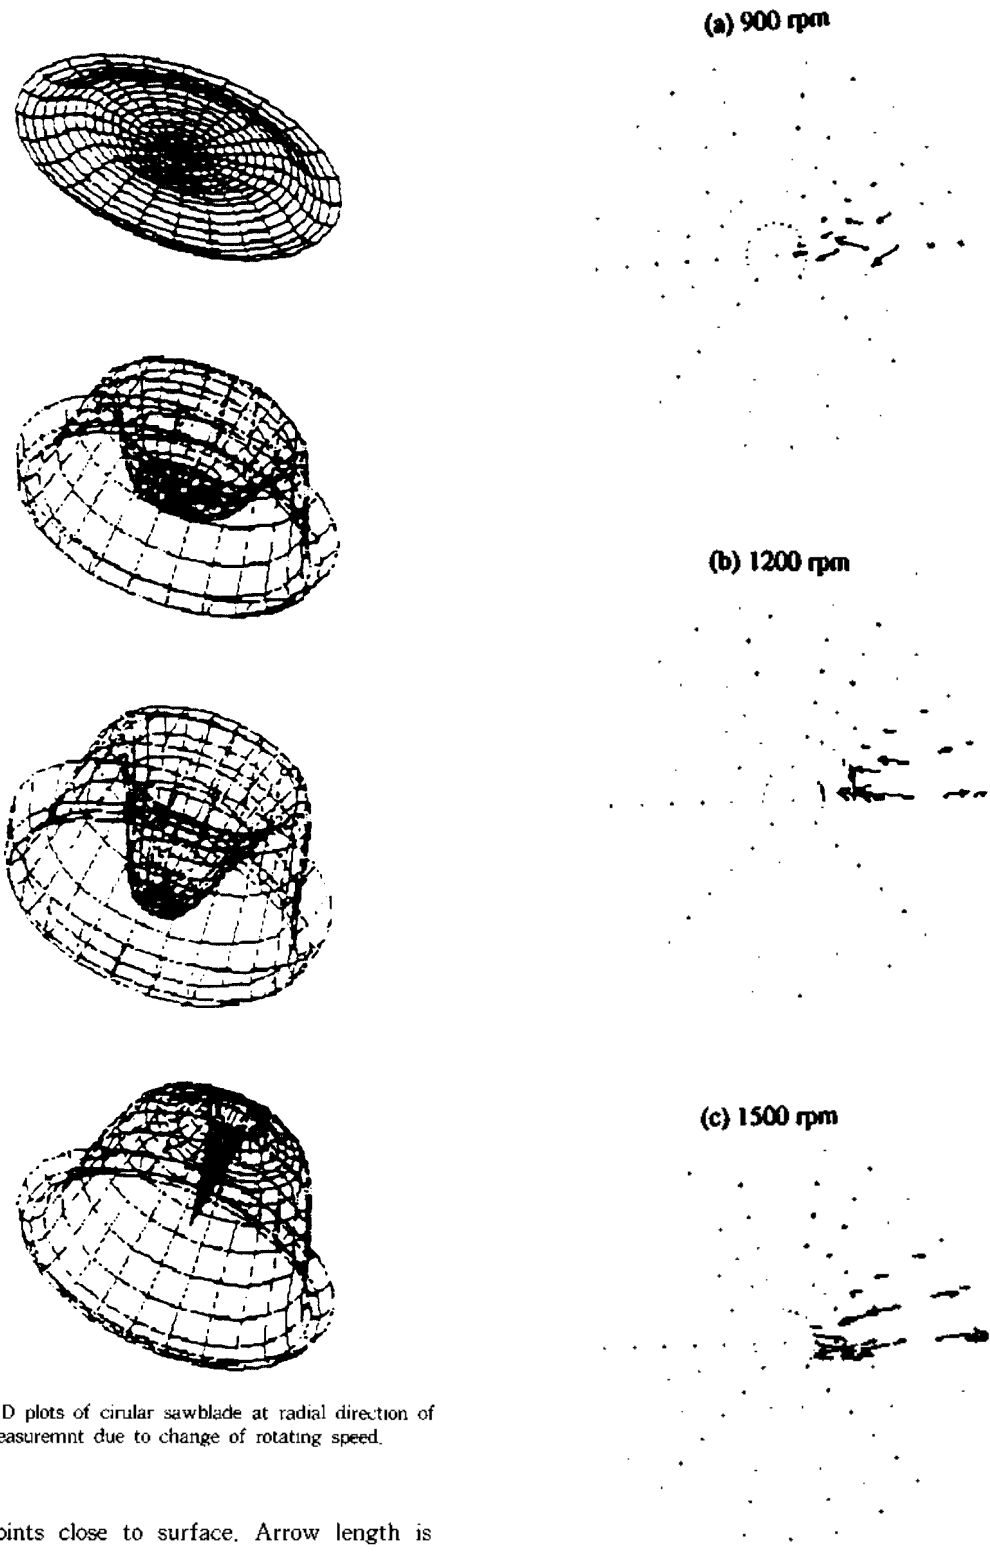 (a) 900 rpm
(b) 1200 rpm
(c) 1500 rpm
D plots of cirular sawblade at radial direction of
easuremnt due to change of rotating speed.
oints close to surface. Arrow length is